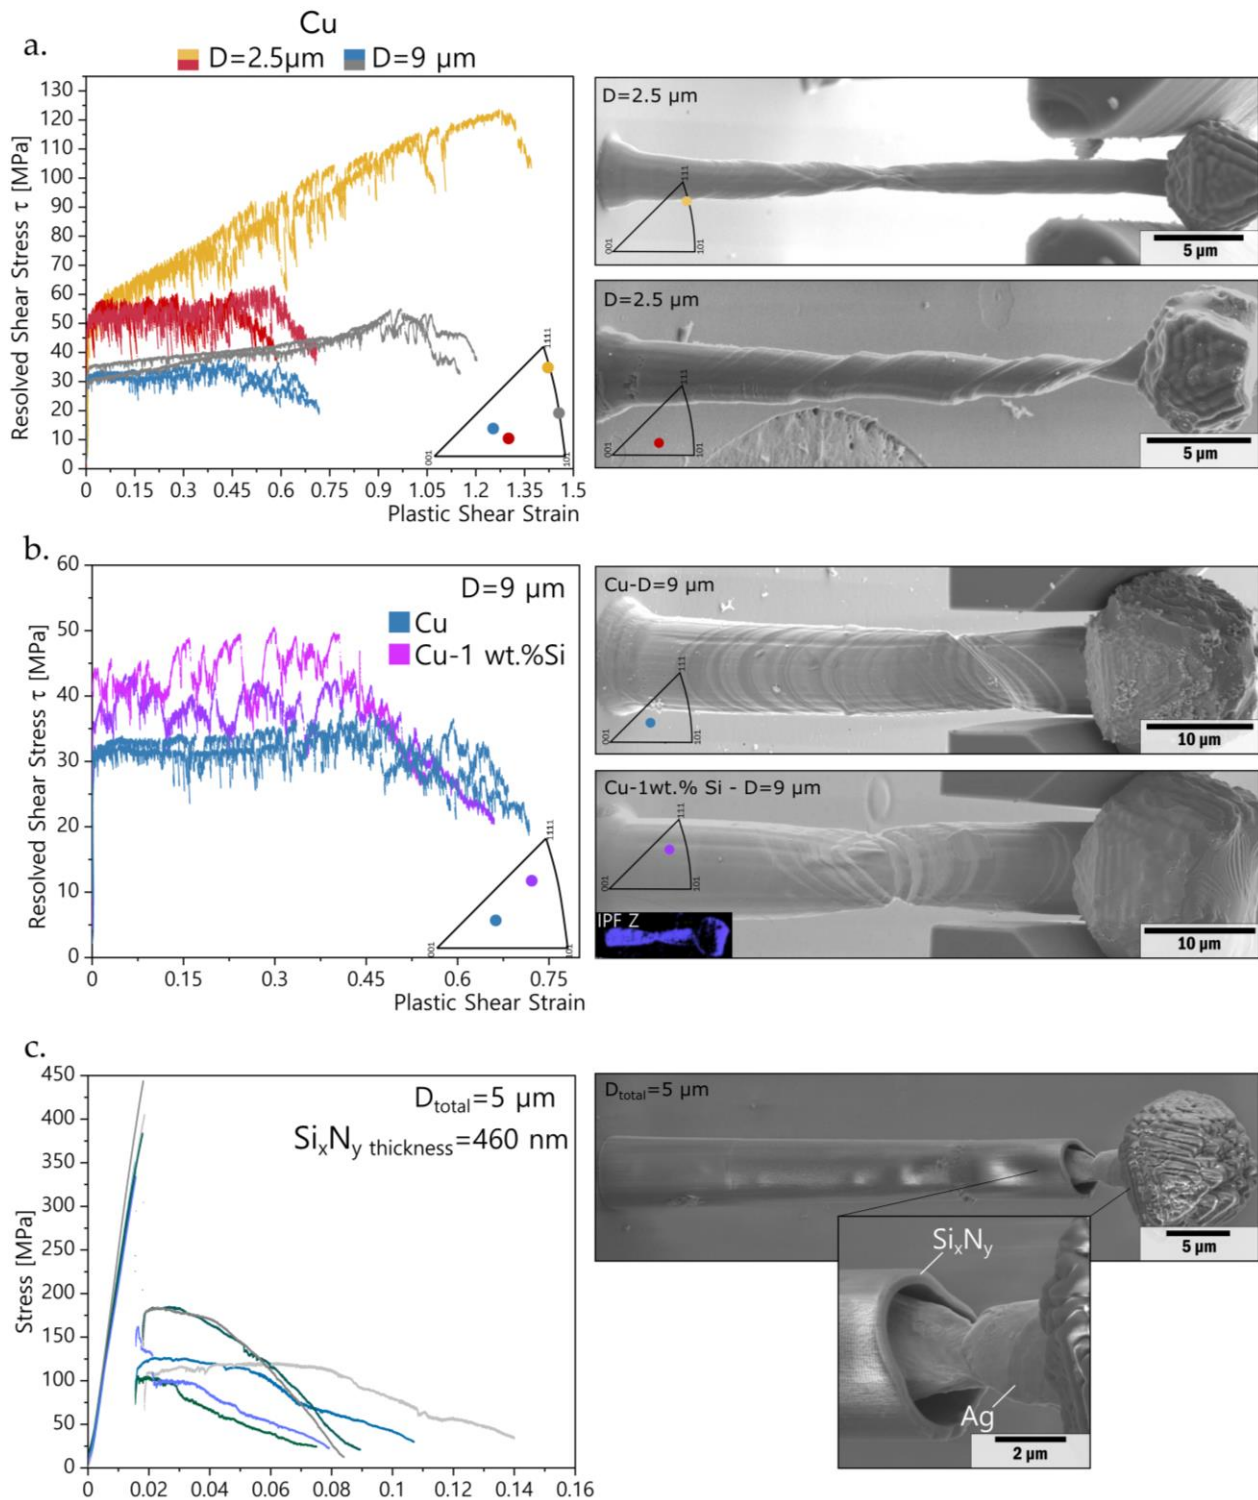 a.
Cu
D=2.5µm D=9 µm
Resolved Shear Stress τ [MPa]
130
120
110
100
90
80
70
60
50
40
30
20
10
0
0 0.15 0.3 0.45 0.6 0.75 0.9 1.05 1.2 1.35 1.5
Plastic Shear Strain
001
101
D=2.5 µm
111
001
101
5 µm
D=2.5 µm
111
001
101
5 µm
b.
Resolved Shear Stress τ [MPa]
60
50
40
30
20
10
0
0 0.15 0.3 0.45 0.6 0.75
Plastic Shear Strain
D=9 µm
Cu
Cu-1 wt.%Si
001
101
Cu-D=9 µm
111
001
101
10 µm
Cu-1wt.% Si - D=9 µm
111
001
101
IPF Z
10 µm
c.
Stress [MPa]
450
400
350
300
250
200
150
100
50
0
0 0.02 0.04 0.06 0.08 0.1 0.12 0.14 0.16
Dtotal=5 µm
SixNy thickness=460 nm
Dtotal=5 µm
5 µm
SixNy
Ag
2 µm